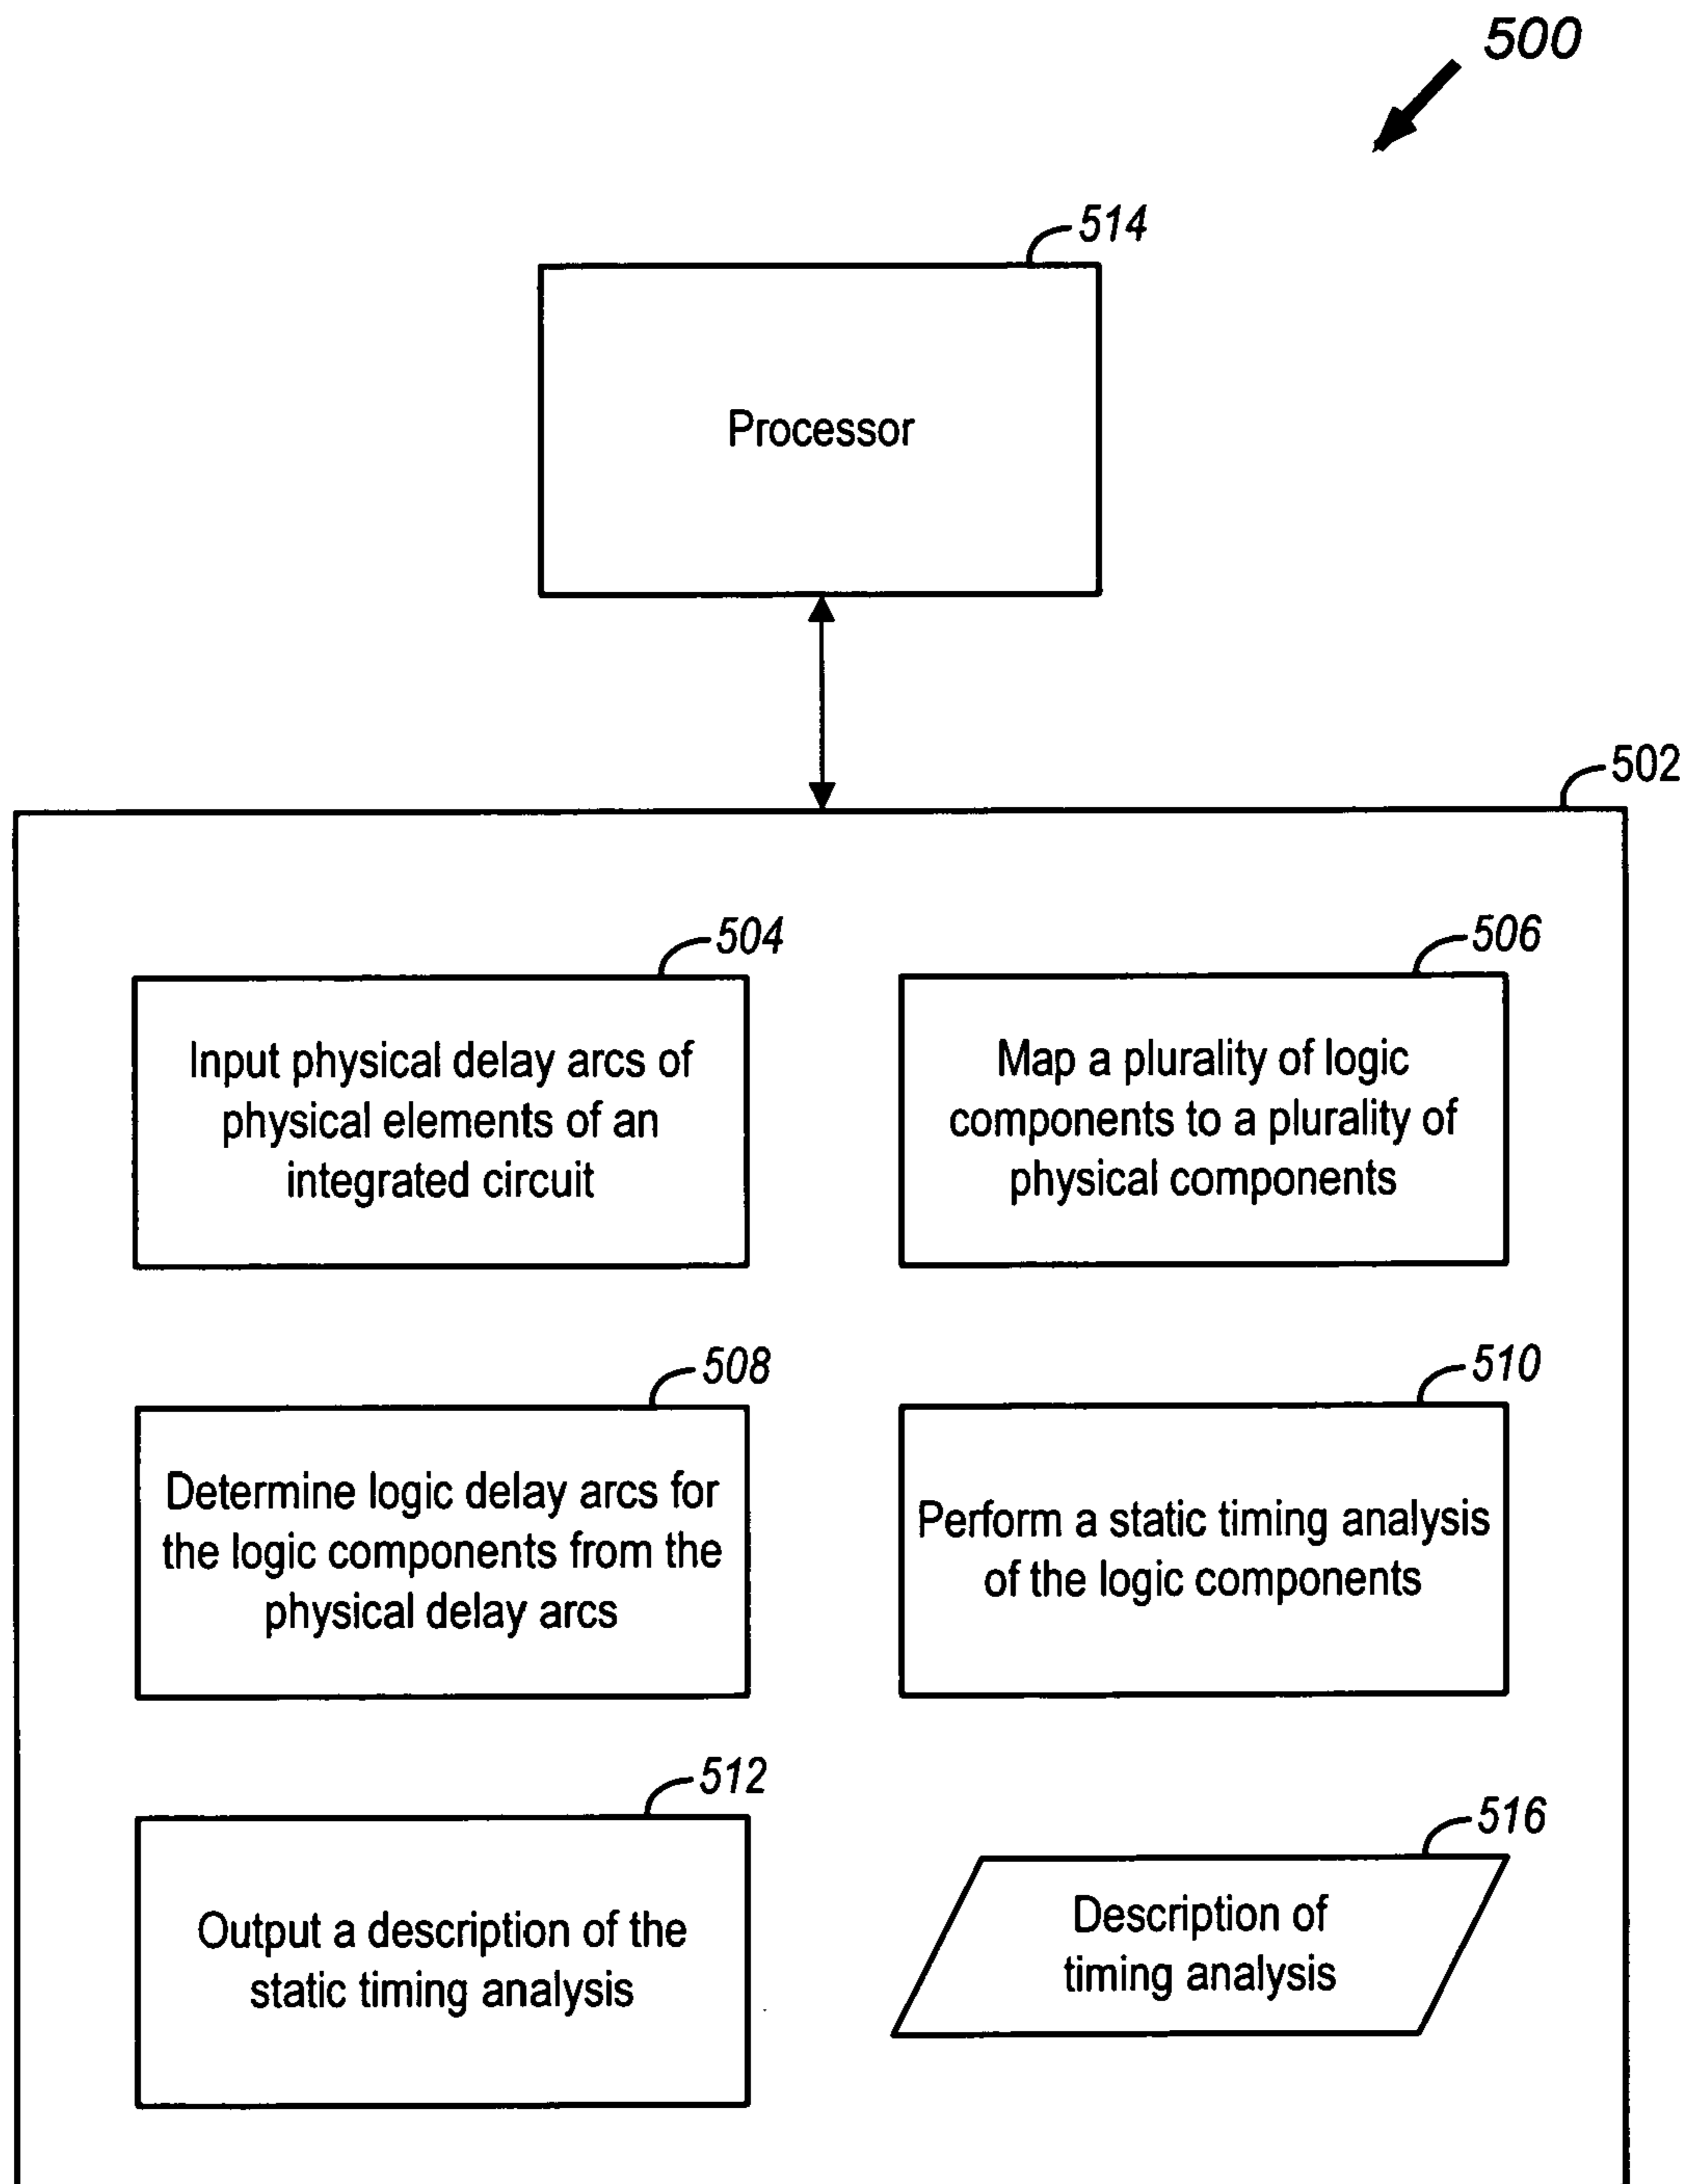 500
514
Processor
502
504
Input physical delay arcs of
physical elements of an
integrated circuit
506
Map a plurality of logic
components to a plurality of
physical components
508
Determine logic delay arcs for
the logic components from the
physical delay arcs
510
Perform a static timing analysis
of the logic components
512
Output a description of the
static timing analysis
516
Description of
timing analysis